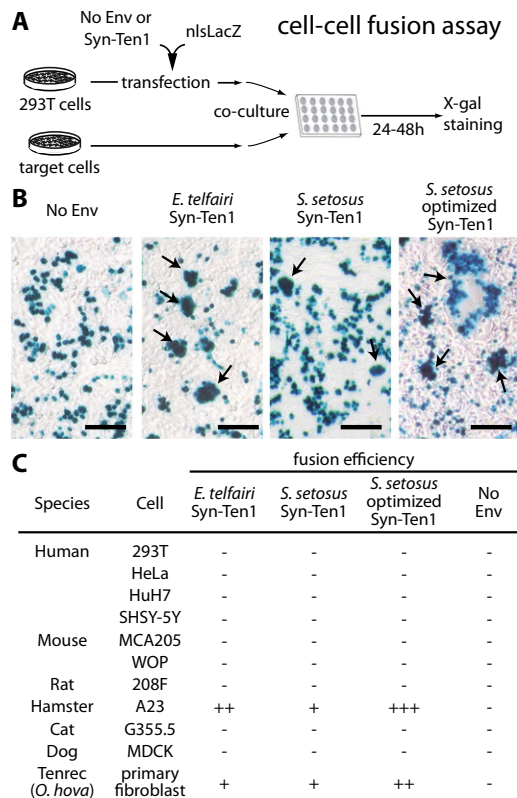 A
cell-cell fusion assay
No Env or
Syn-Ten1
nlsLacZ
293T cells
transfection
co-culture
24-48h
X-gal
staining
target cells
B
No Env
E. telfairi
Syn-Ten1
S. setosus
Syn-Ten1
S. setosus
optimized
Syn-Ten1
C
fusion efficiency
Species Cell E. telfairi Syn-Ten1 S. setosus Syn-Ten1 S. setosus optimized Syn-Ten1 No Env
Human 293T - - - -
HeLa - - - -
HuH7 - - - -
SHSY-5Y - - - -
Mouse MCA205 - - - -
WOP - - - -
Rat 208F - - - -
Hamster A23 ++ + +++ -
Cat G355.5 - - - -
Dog MDCK - - - -
Tenrec (O. hova) primary fibroblast + + ++ -